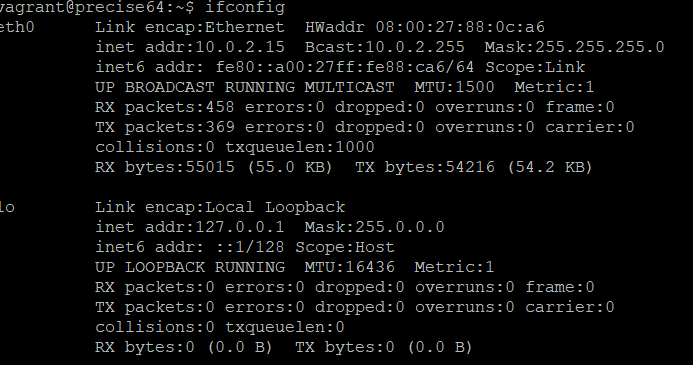 vagrant@precise64:~$ ifconfig
eth0 Link encap:Ethernet HWaddr 08:00:27:88:0c:a6
inet addr:10.0.2.15 Bcast:10.0.2.255 Mask:255.255.255.0
inet6 addr: fe80::a00:27ff:fe88:ca6/64 Scope:Link
UP BROADCAST RUNNING MULTICAST MTU:1500 Metric:1
RX packets:458 errors:0 dropped:0 overruns:0 frame:0
TX packets:369 errors:0 dropped:0 overruns:0 carrier:0
collisions:0 txqueuelen:1000
RX bytes:55015 (55.0 KB) TX bytes:54216 (54.2 KB)
lo Link encap:Local Loopback
inet addr:127.0.0.1 Mask:255.0.0.0
inet6 addr: ::1/128 Scope:Host
UP LOOPBACK RUNNING MTU:16436 Metric:1
RX packets:0 errors:0 dropped:0 overruns:0 frame:0
TX packets:0 errors:0 dropped:0 overruns:0 carrier:0
collisions:0 txqueuelen:0
RX bytes:0 (0.0 B) TX bytes:0 (0.0 B)